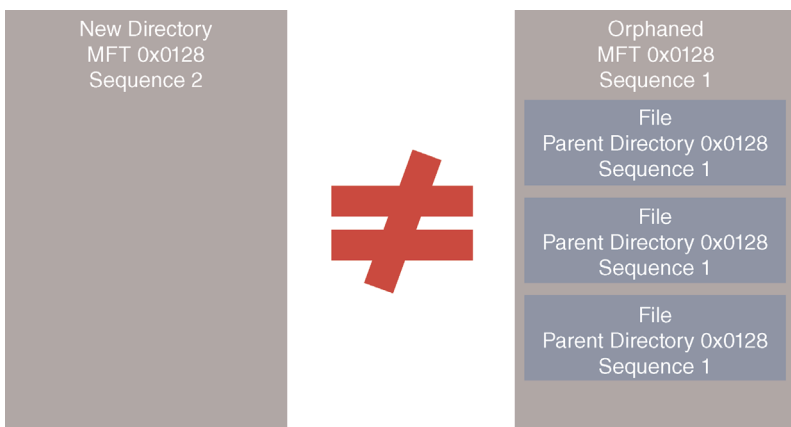 New Directory
MFT 0x0128
Sequence 2
Orphaned
MFT 0x0128
Sequence 1
File
Parent Directory 0x0128
Sequence 1
File
Parent Directory 0x0128
Sequence 1
File
Parent Directory 0x0128
Sequence 1